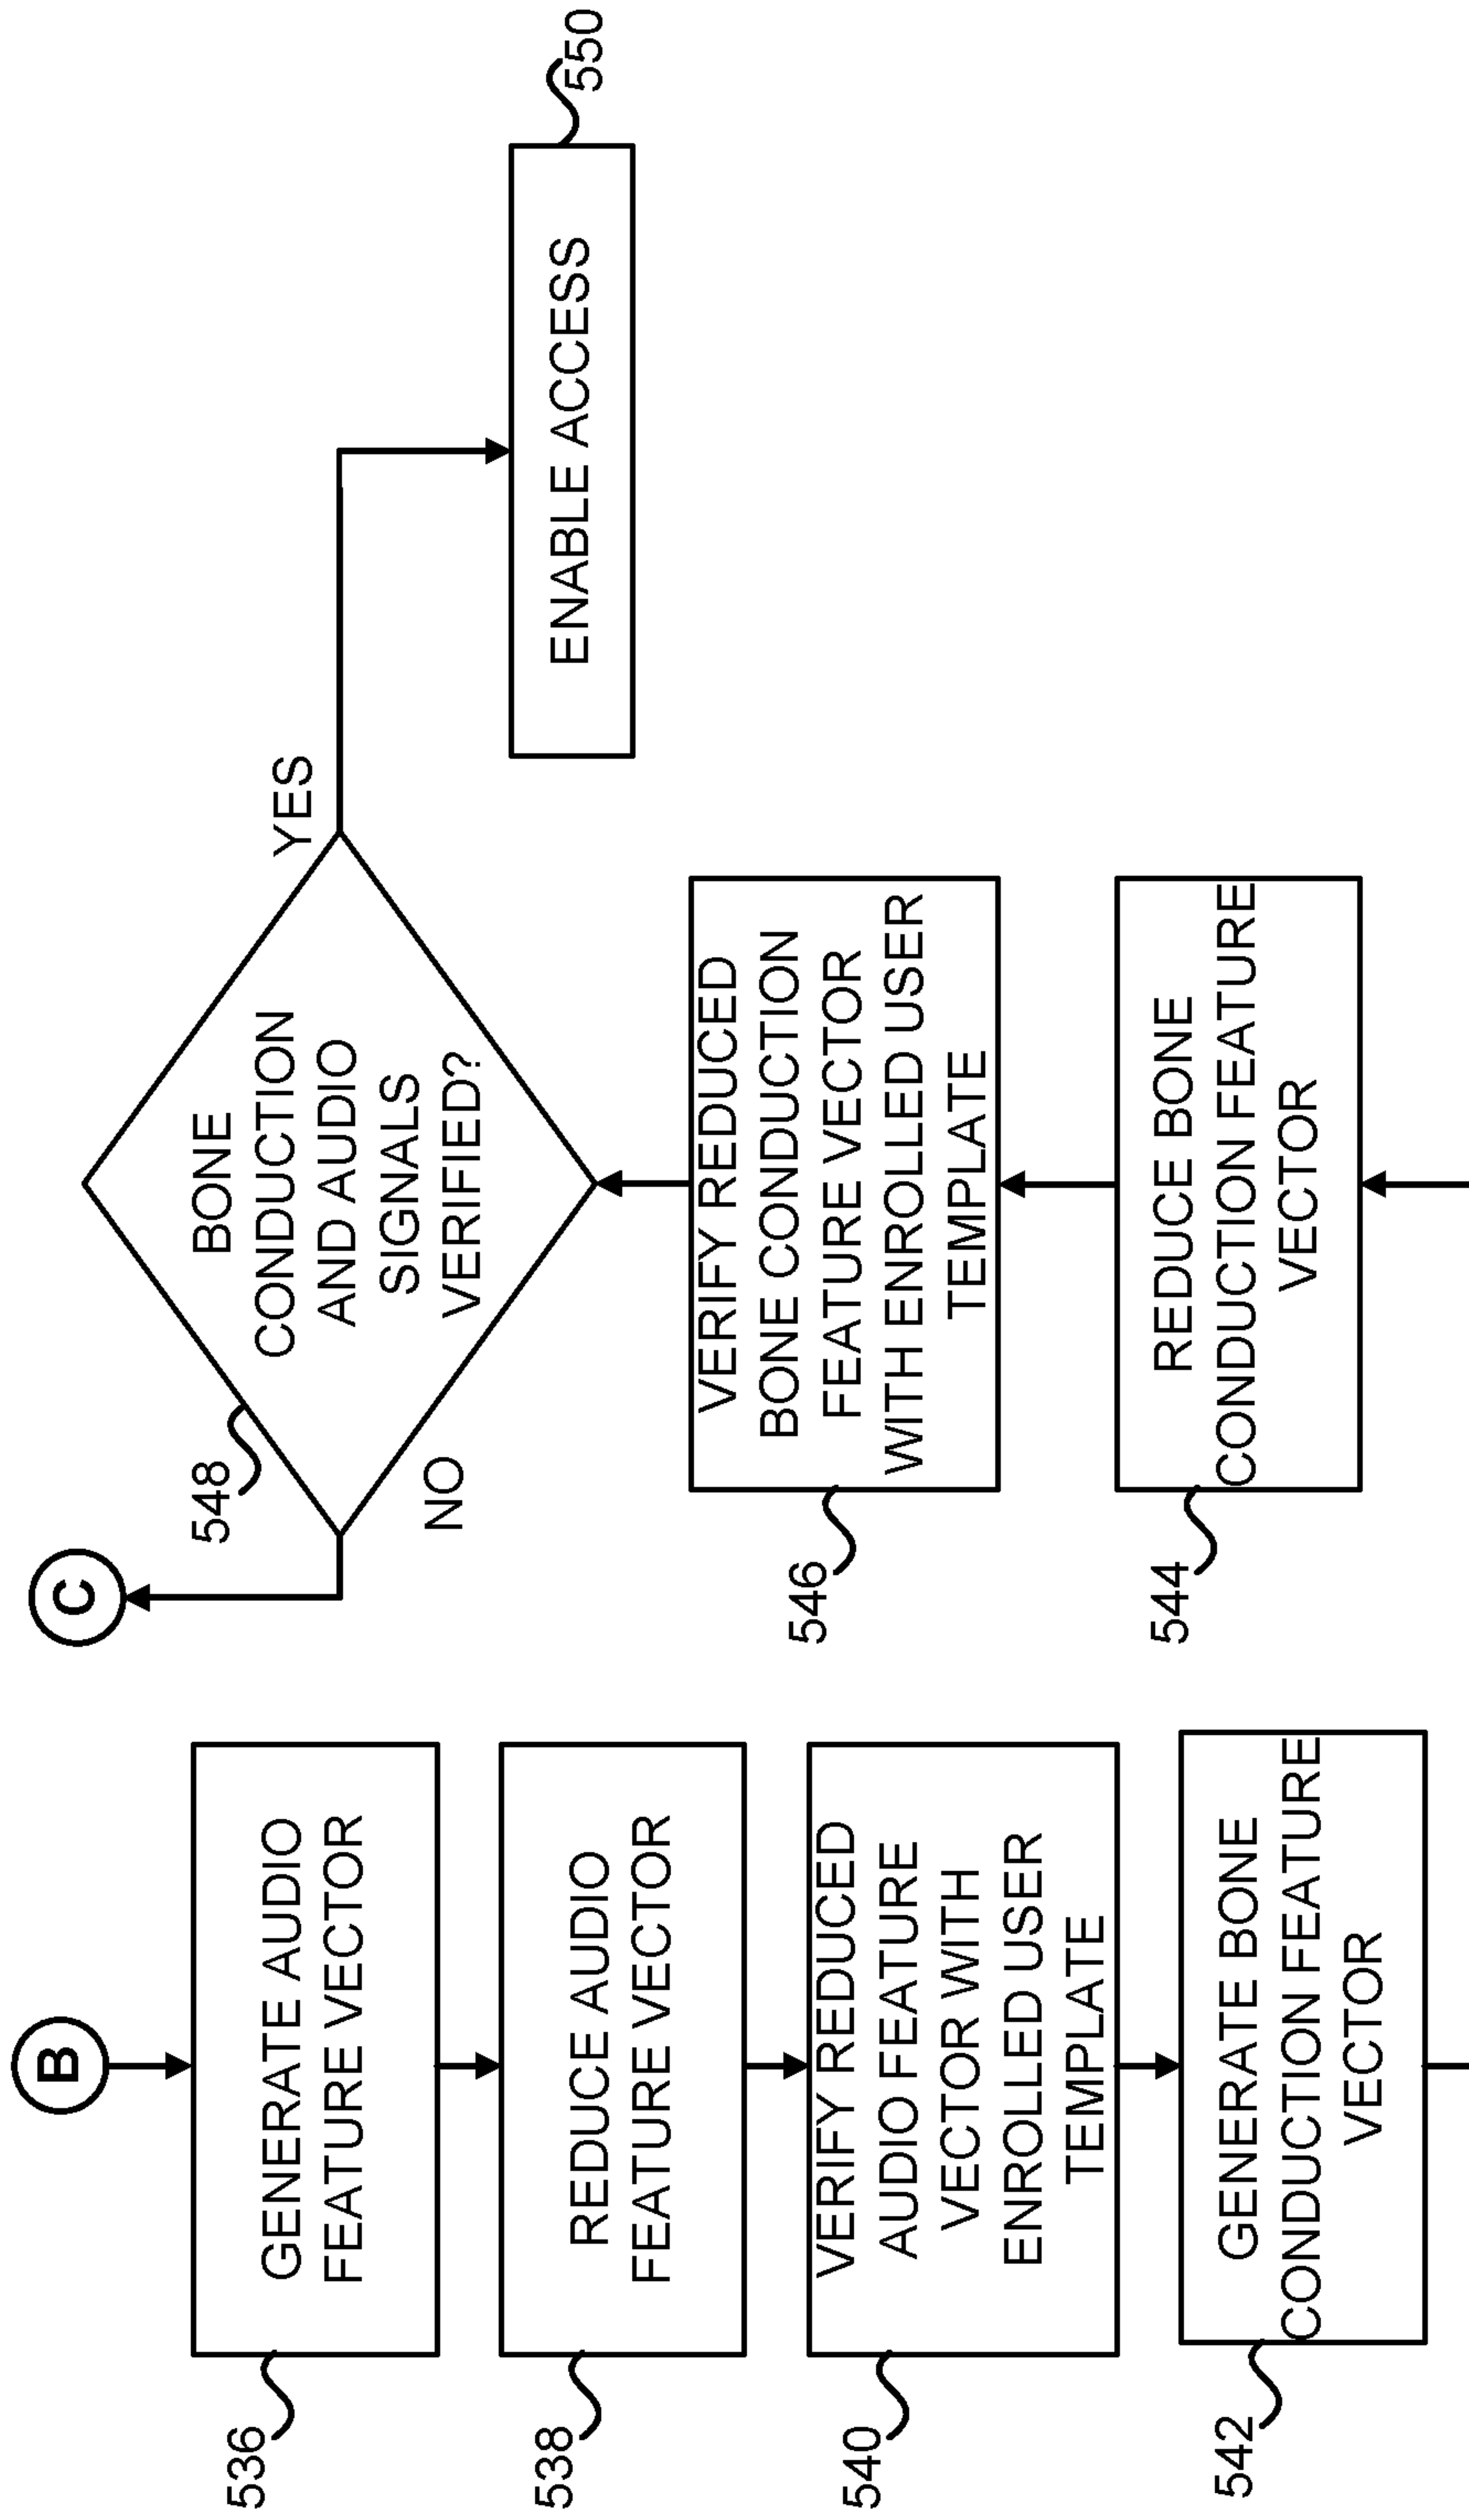 B
536
GENERATE AUDIO
FEATURE VECTOR
538
REDUCE AUDIO
FEATURE VECTOR
540
VERIFY REDUCED
AUDIO FEATURE
VECTOR WITH
ENROLLED USER
TEMPLATE
542
GENERATE BONE
CONDUCTION FEATURE
VECTOR
544
REDUCE BONE
CONDUCTION FEATURE
VECTOR
546
VERIFY REDUCED
BONE CONDUCTION
FEATURE VECTOR
WITH ENROLLED USER
TEMPLATE
548
BONE
CONDUCTION
AND AUDIO
SIGNALS
VERIFIED?
NO
C
YES
ENABLE ACCESS
550